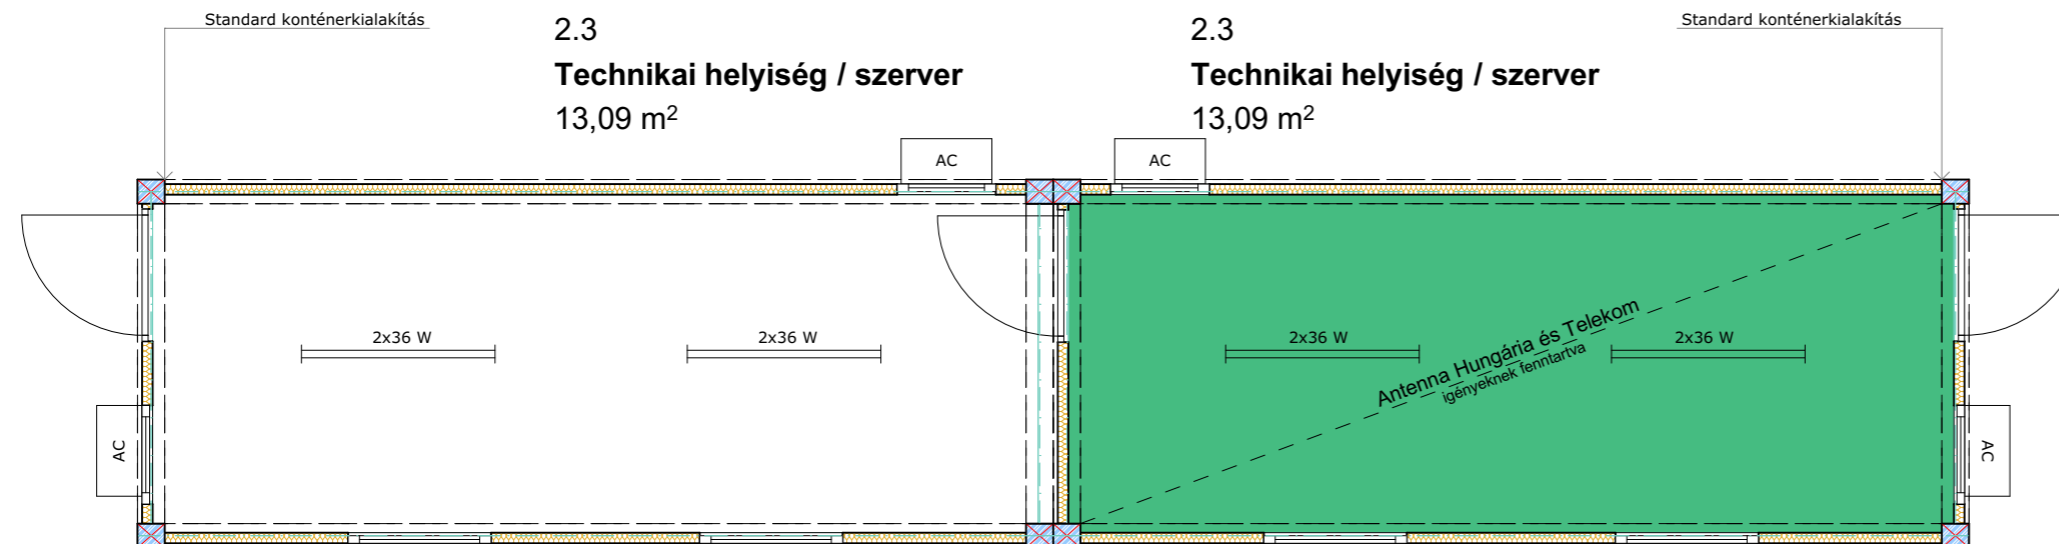 Standard konténerkialakítás
2.3
Technikai helyiség / szerver
13,09 m²
2.3
Technikai helyiség / szerver
13,09 m²
Standard konténerkialakítás
AC
AC
2x36 W
2x36 W
2x36 W
2x36 W
Antenna Hungária és Telekom
igényeknek fenntartva
AC
AC